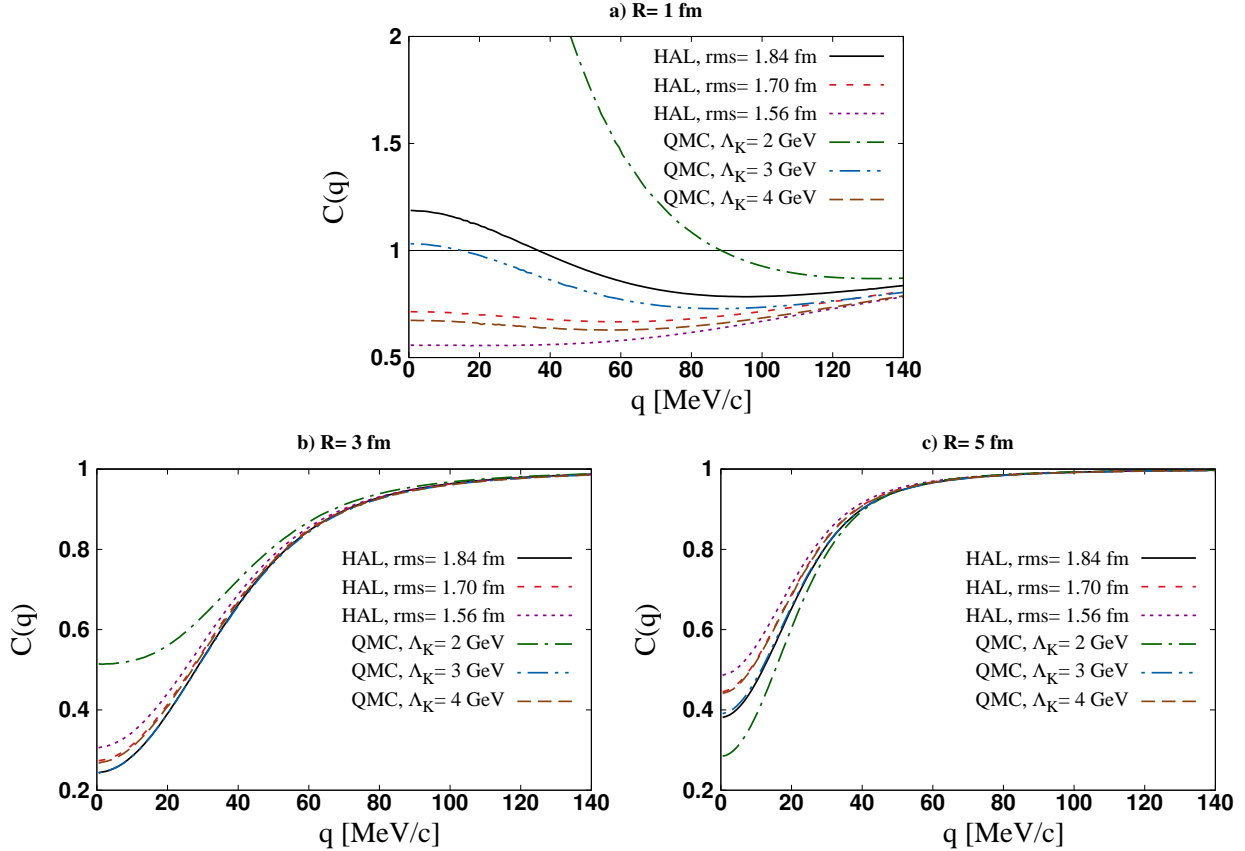 a) R= 1 fm
C(q)
2
1.5
1
0.5
HAL, rms= 1.84 fm
HAL, rms= 1.70 fm
HAL, rms= 1.56 fm
QMC, Λ_K= 2 GeV
QMC, Λ_K= 3 GeV
QMC, Λ_K= 4 GeV
0 20 40 60 80 100 120 140
q [MeV/c]
b) R= 3 fm
C(q)
1
0.8
0.6
0.4
0.2
HAL, rms= 1.84 fm
HAL, rms= 1.70 fm
HAL, rms= 1.56 fm
QMC, Λ_K= 2 GeV
QMC, Λ_K= 3 GeV
QMC, Λ_K= 4 GeV
0 20 40 60 80 100 120 140
q [MeV/c]
c) R= 5 fm
C(q)
1
0.8
0.6
0.4
0.2
HAL, rms= 1.84 fm
HAL, rms= 1.70 fm
HAL, rms= 1.56 fm
QMC, Λ_K= 2 GeV
QMC, Λ_K= 3 GeV
QMC, Λ_K= 4 GeV
0 20 40 60 80 100 120 140
q [MeV/c]